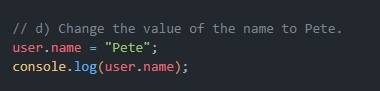 // d) Change the value of the name to Pete.
user.name = "Pete";
console.log(user.name);